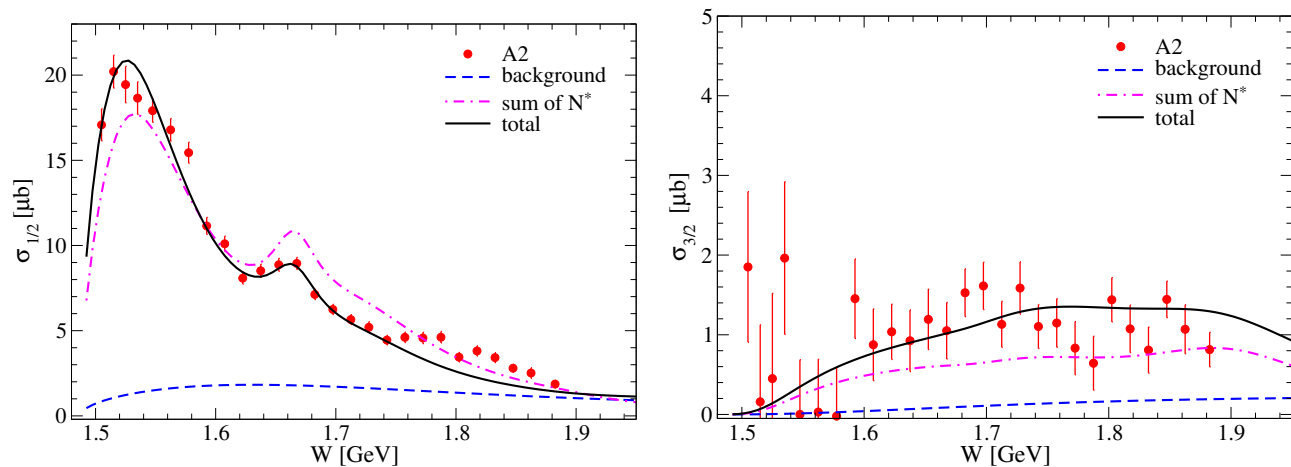 A2
background
sum of N*
total
20
15
10
5
0
σ1/2 [μb]
1.5 1.6 1.7 1.8 1.9
W [GeV]
A2
background
sum of N*
total
5
4
3
2
1
0
σ3/2 [μb]
1.5 1.6 1.7 1.8 1.9
W [GeV]